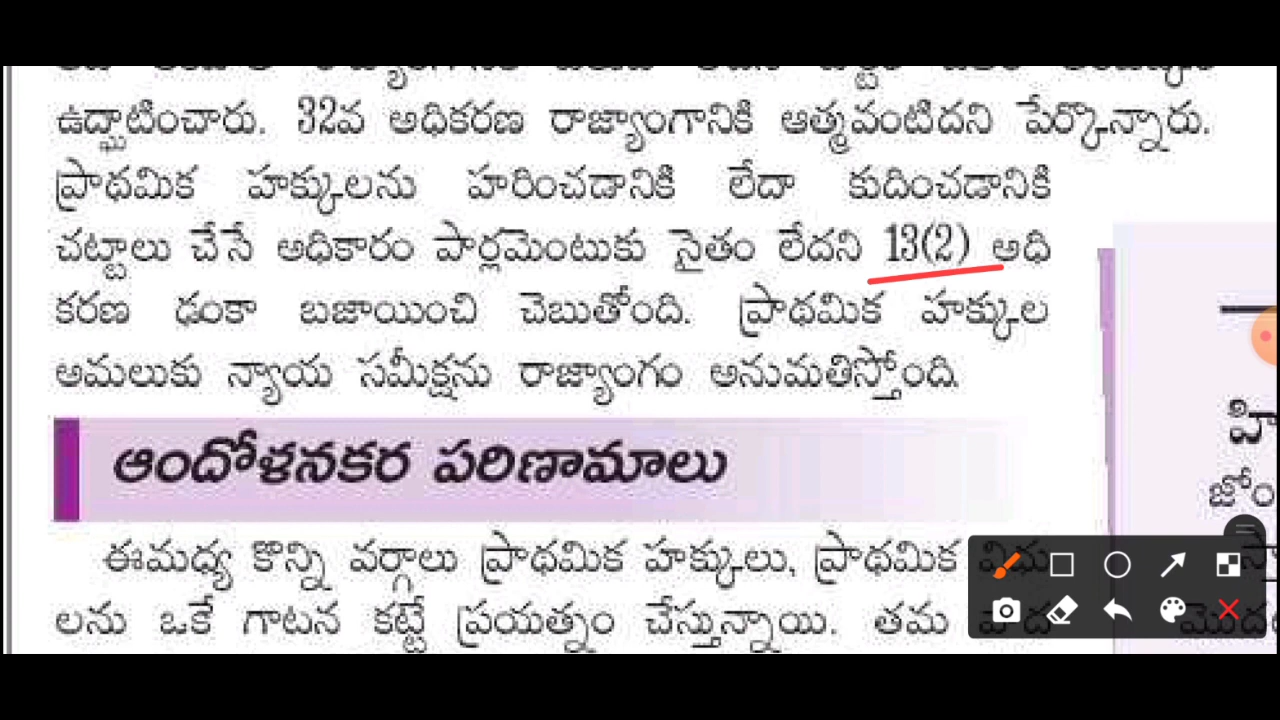 ఉద్ఘాటించారు. 32వ అధికరణ రాజ్యాంగానికి ఆత్మవంటిదని పేర్కొన్నారు.
ప్రాథమిక హక్కులను హరించడానికి లేదా కుదించడానికి
చట్టాలు చేసే అధికారం పార్లమెంటుకు సైతం లేదని 13(2) అధి
కరణ ఢంకా బజాయించి చెబుతోంది. ప్రాథమిక హక్కుల
అమలుకు న్యాయ సమీక్షను రాజ్యాంగం అనుమతిస్తోంది.
ఆందోళనకర పరిణామాలు
ఈమధ్య కొన్ని వర్గాలు ప్రాథమిక హక్కులు, ప్రాథమిక
లను ఒకే గాటన కట్టే ప్రయత్నం చేస్తున్నాయి. తమ